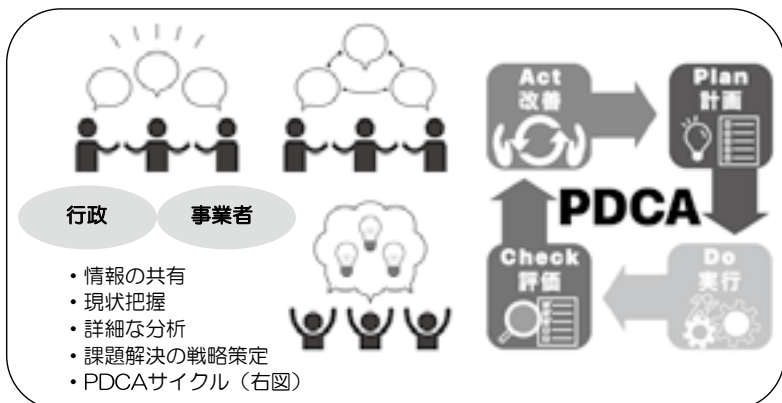 行政
事業者
・情報の共有
・現状把握
・詳細な分析
・課題解決の戦略策定
・PDCAサイクル（右図）
Act
改善
Plan
計画
PDCA
Check
評価
Do
実行